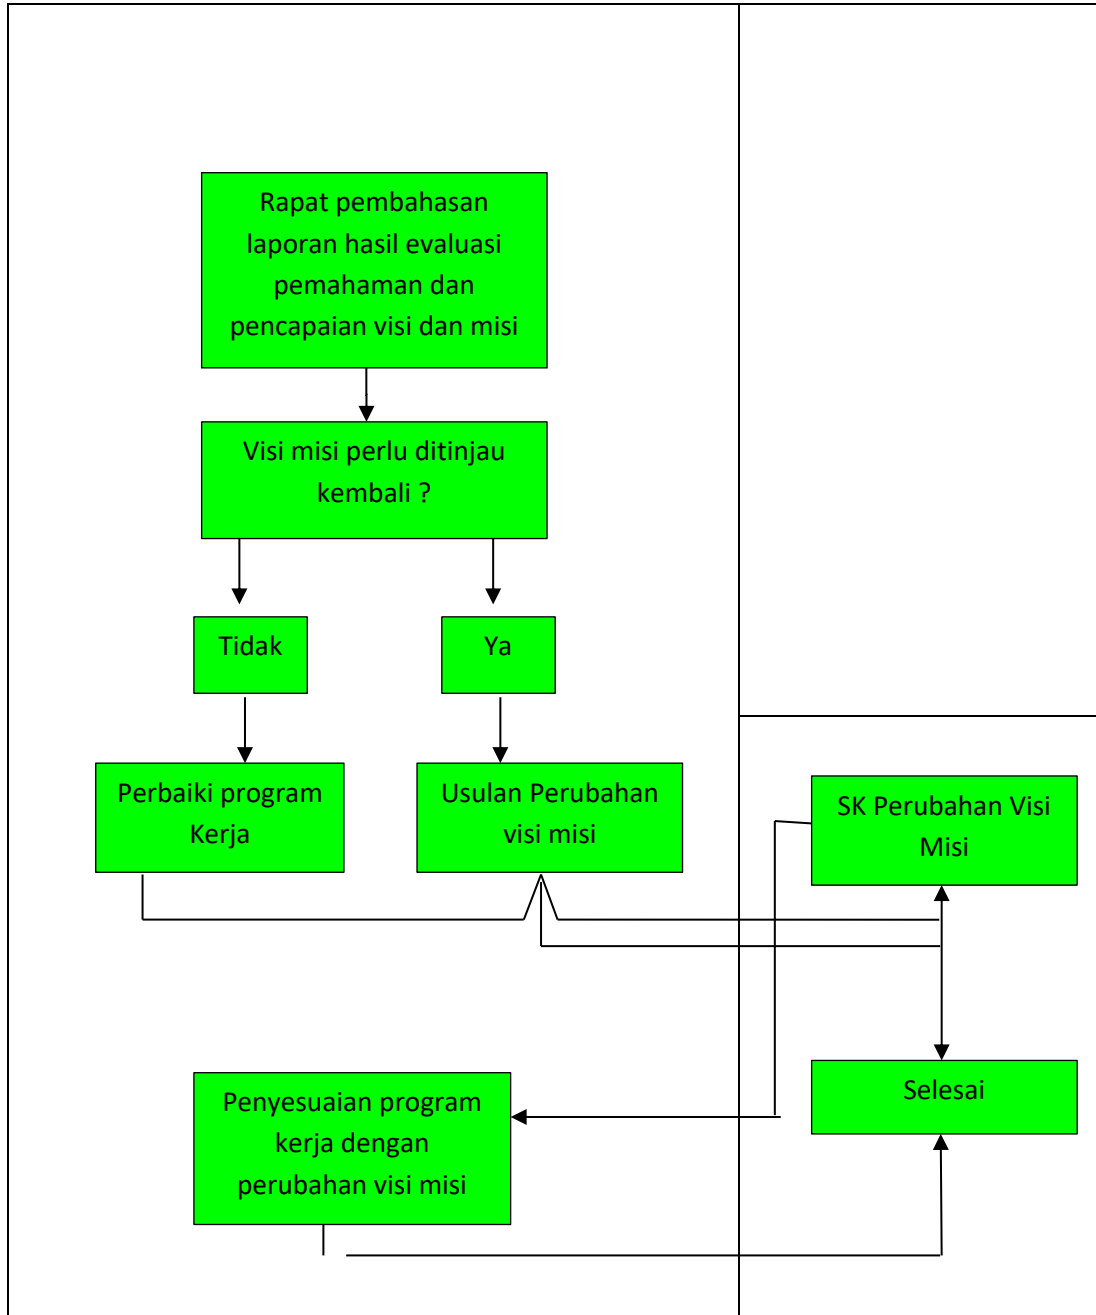 Rapat pembahasan
laporan hasil evaluasi
pemahaman dan
pencapaian visi dan misi
Visi misi perlu ditinjau
kembali ?
Tidak
Ya
Perbaiki program
Kerja
Usulan Perubahan
visi misi
SK Perubahan Visi
Misi
Selesai
Penyesuaian program
kerja dengan
perubahan visi misi